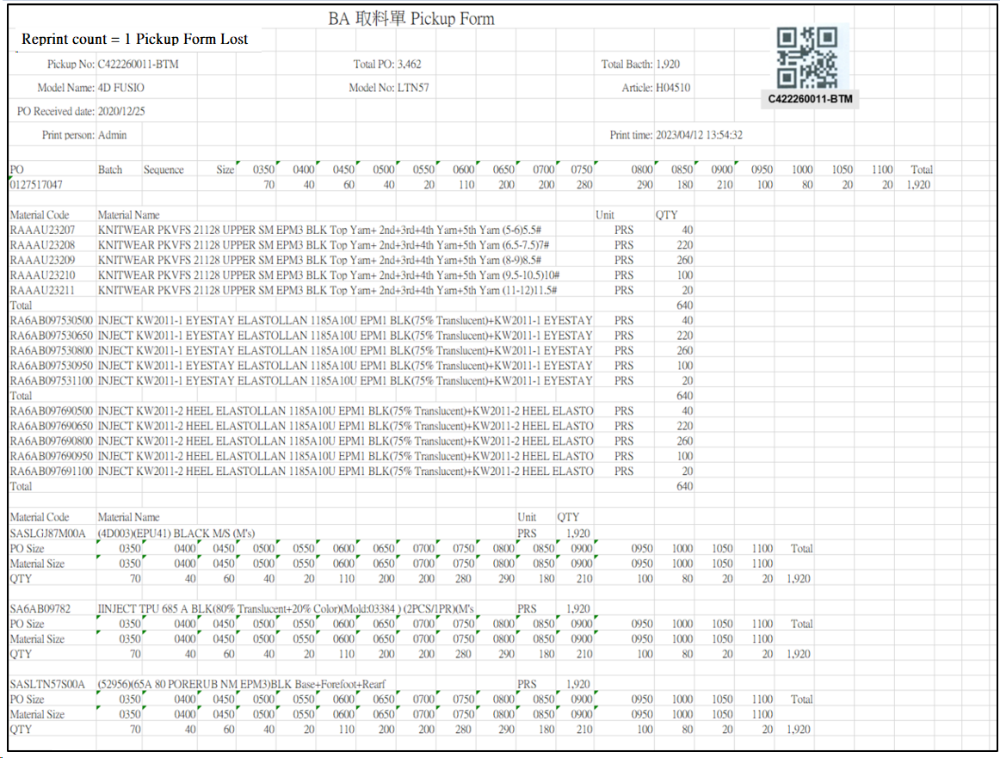 BA 取料單 Pickup Form
Reprint count = 1 Pickup Form Lost
Pickup No: C422260011-BTM Total PO: 3,462 Total Bacth: 1,920
Model Name: 4D FUSIO Model No: LTN57 Article: H04510
C422260011-BTM
PO Received date: 2020/12/25
Print person: Admin Print time: 2023/04/12 13:54:32
PO Batch Sequence Size 0350 0400 0450 0500 0550 0600 0650 0700 0750 0800 0850 0900 0950 1000 1050 1100 Total
0127517047 70 40 60 40 20 110 200 200 280 290 180 210 100 80 20 20 1,920
Material Code Material Name Unit QTY
RAAAU23207 KNITWEAR PKVFS 21128 UPPER SM EPM3 BLK Top Yarn+ 2nd+3rd+4th Yarn+5th Yarn (5-6)5.5# PRS 40
RAAAU23208 KNITWEAR PKVFS 21128 UPPER SM EPM3 BLK Top Yarn+ 2nd+3rd+4th Yarn+5th Yarn (6.5-7.5)7# PRS 220
RAAAU23209 KNITWEAR PKVFS 21128 UPPER SM EPM3 BLK Top Yarn+ 2nd+3rd+4th Yarn+5th Yarn (8-9)8.5# PRS 260
RAAAU23210 KNITWEAR PKVFS 21128 UPPER SM EPM3 BLK Top Yarn+ 2nd+3rd+4th Yarn+5th Yarn (9.5-10.5)10# PRS 100
RAAAU23211 KNITWEAR PKVFS 21128 UPPER SM EPM3 BLK Top Yarn+ 2nd+3rd+4th Yarn+5th Yarn (11-12)11.5# PRS 20
Total 640
RA6AB097530500 INJECT KW2011-1 EYESTAY ELASTOLLAN 1185A10U EPM1 BLK(75% Translucent)+KW2011-1 EYESTAY PRS 40
RA6AB097530650 INJECT KW2011-1 EYESTAY ELASTOLLAN 1185A10U EPM1 BLK(75% Translucent)+KW2011-1 EYESTAY PRS 220
RA6AB097530800 INJECT KW2011-1 EYESTAY ELASTOLLAN 1185A10U EPM1 BLK(75% Translucent)+KW2011-1 EYESTAY PRS 260
RA6AB097530950 INJECT KW2011-1 EYESTAY ELASTOLLAN 1185A10U EPM1 BLK(75% Translucent)+KW2011-1 EYESTAY PRS 100
RA6AB097531100 INJECT KW2011-1 EYESTAY ELASTOLLAN 1185A10U EPM1 BLK(75% Translucent)+KW2011-1 EYESTAY PRS 20
Total 640
RA6AB097690500 INJECT KW2011-2 HEEL ELASTOLLAN 1185A10U EPM1 BLK(75% Translucent)+KW2011-2 HEEL ELASTO PRS 40
RA6AB097690650 INJECT KW2011-2 HEEL ELASTOLLAN 1185A10U EPM1 BLK(75% Translucent)+KW2011-2 HEEL ELASTO PRS 220
RA6AB097690800 INJECT KW2011-2 HEEL ELASTOLLAN 1185A10U EPM1 BLK(75% Translucent)+KW2011-2 HEEL ELASTO PRS 260
RA6AB097690950 INJECT KW2011-2 HEEL ELASTOLLAN 1185A10U EPM1 BLK(75% Translucent)+KW2011-2 HEEL ELASTO PRS 100
RA6AB097691100 INJECT KW2011-2 HEEL ELASTOLLAN 1185A10U EPM1 BLK(75% Translucent)+KW2011-2 HEEL ELASTO PRS 20
Total 640
Material Code Material Name Unit QTY
SASLGJ87M00A (4D003)(EPU41) BLACK M/S (M's) PRS 1,920
PO Size 0350 0400 0450 0500 0550 0600 0650 0700 0750 0800 0850 0900 0950 1000 1050 1100 Total
Material Size 0350 0400 0450 0500 0550 0600 0650 0700 0750 0800 0850 0900 0950 1000 1050 1100
QTY 70 40 60 40 20 110 200 200 280 290 180 210 100 80 20 20 1,920
SA6AB09782 IINJECT TPU 685 A BLK(80% Translucent+20% Color)(Mold:03384 ) (2PCS/1PR)(M's PRS 1,920
PO Size 0350 0400 0450 0500 0550 0600 0650 0700 0750 0800 0850 0900 0950 1000 1050 1100 Total
Material Size 0350 0400 0450 0500 0550 0600 0650 0700 0750 0800 0850 0900 0950 1000 1050 1100
QTY 70 40 60 40 20 110 200 200 280 290 180 210 100 80 20 20 1,920
SASLTN57S00A (52956)(65A 80 PORERUB NM EPM3)BLK Base+Forefoot+Rearf PRS 1,920
PO Size 0350 0400 0450 0500 0550 0600 0650 0700 0750 0800 0850 0900 0950 1000 1050 1100 Total
Material Size 0350 0400 0450 0500 0550 0600 0650 0700 0750 0800 0850 0900 0950 1000 1050 1100
QTY 70 40 60 40 20 110 200 200 280 290 180 210 100 80 20 20 1,920